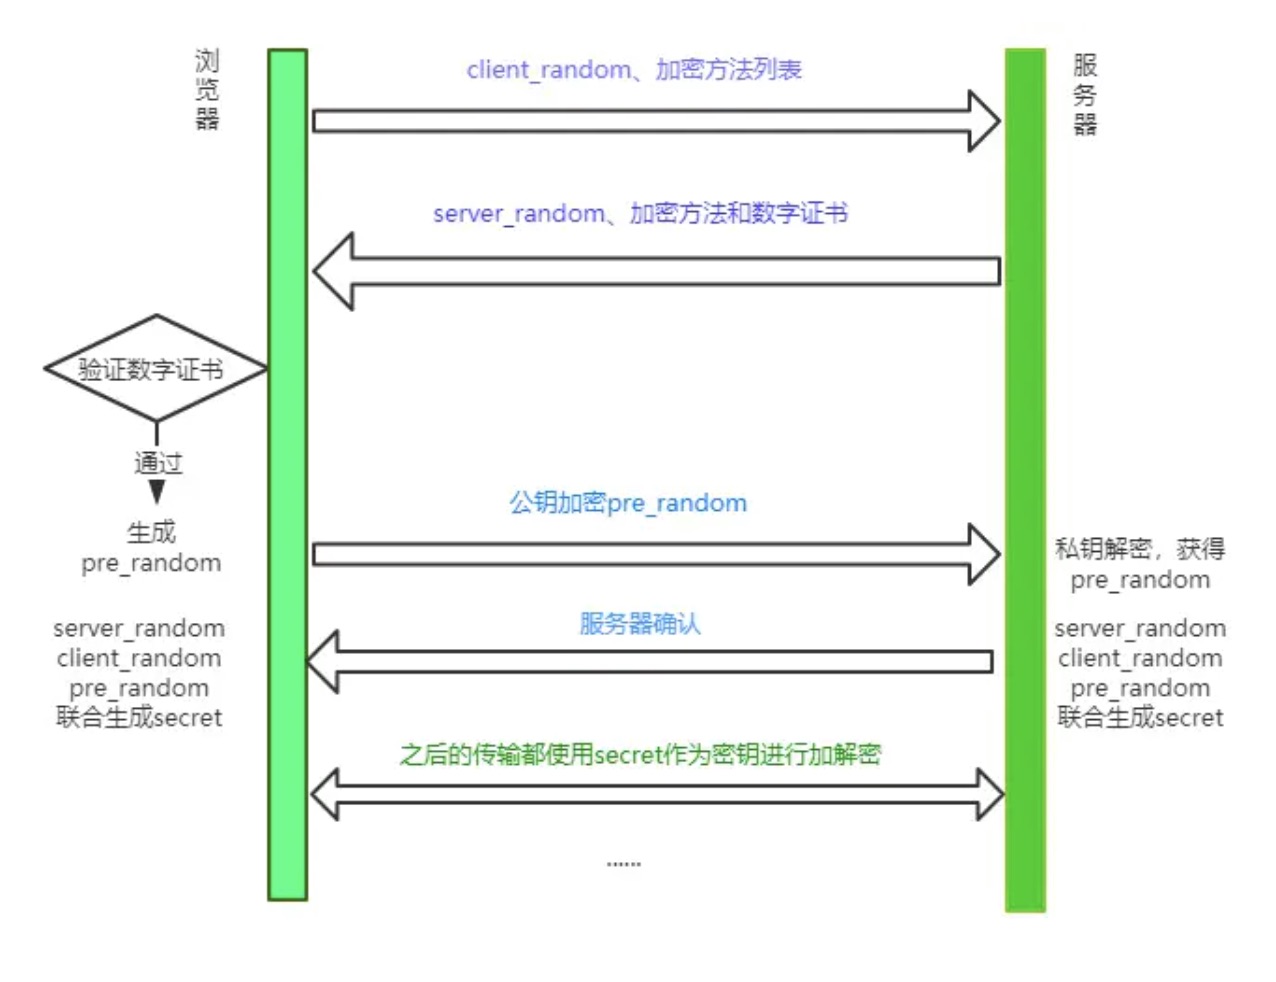 浏览器
服务器
client_random、加密方法列表
server_random、加密方法和数字证书
验证数字证书
通过
生成
pre_random
公钥加密pre_random
私钥解密，获得
pre_random
服务器确认
server_random
client_random
pre_random
联合生成secret
server_random
client_random
pre_random
联合生成secret
之后的传输都使用secret作为密钥进行加解密
......